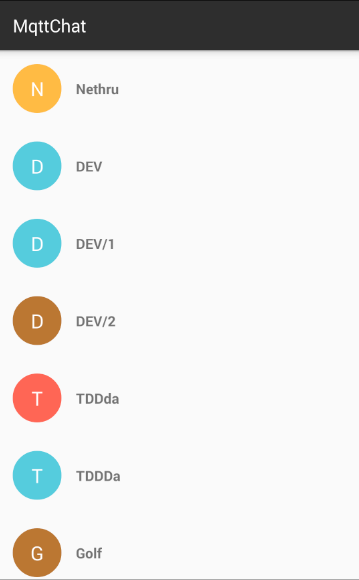 MqttChat
N Nethru
D DEV
D DEV/1
D DEV/2
T TDDda
T TDDDa
G Golf